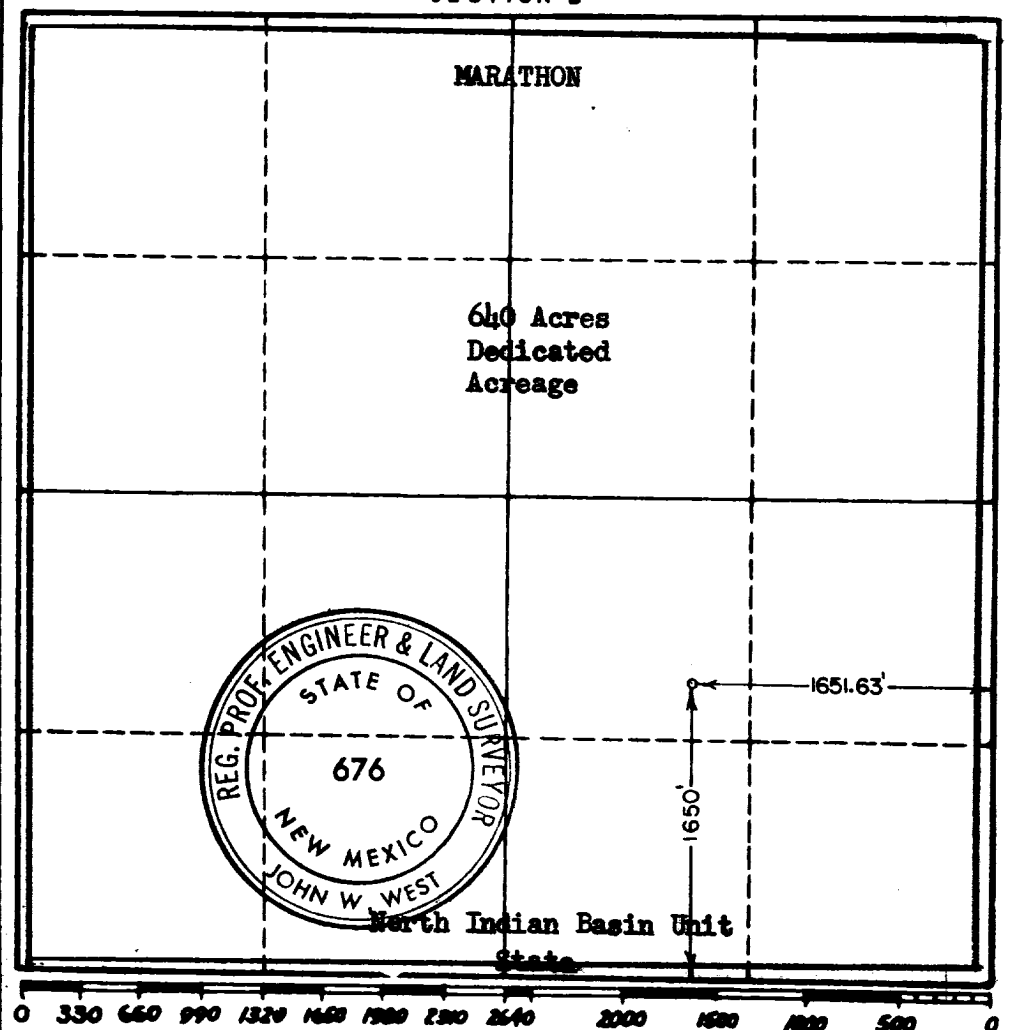 MARATHON
640 Acres
Dedicated
Acreage
REG. PROF. ENGINEER & LAND SURVEYOR
STATE OF
676
NEW MEXICO
JOHN W. WEST
1651.63'
1650'
North Indian Basin Unit
State
0 330 660 990 1320 1650 1980 2310 2640 2000 1500 1000 500 0